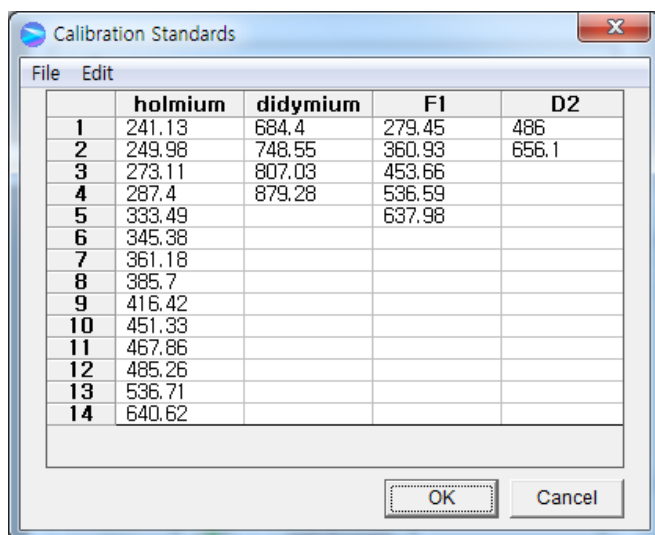 Calibration Standards
File Edit
holmium didymium F1 D2
1 241.13 684.4 279.45 486
2 249.98 748.55 360.93 656.1
3 273.11 807.03 453.66
4 287.4 879.28 536.59
5 333.49 637.98
6 345.38
7 361.18
8 385.7
9 416.42
10 451.33
11 467.86
12 485.26
13 536.71
14 640.62
OK Cancel